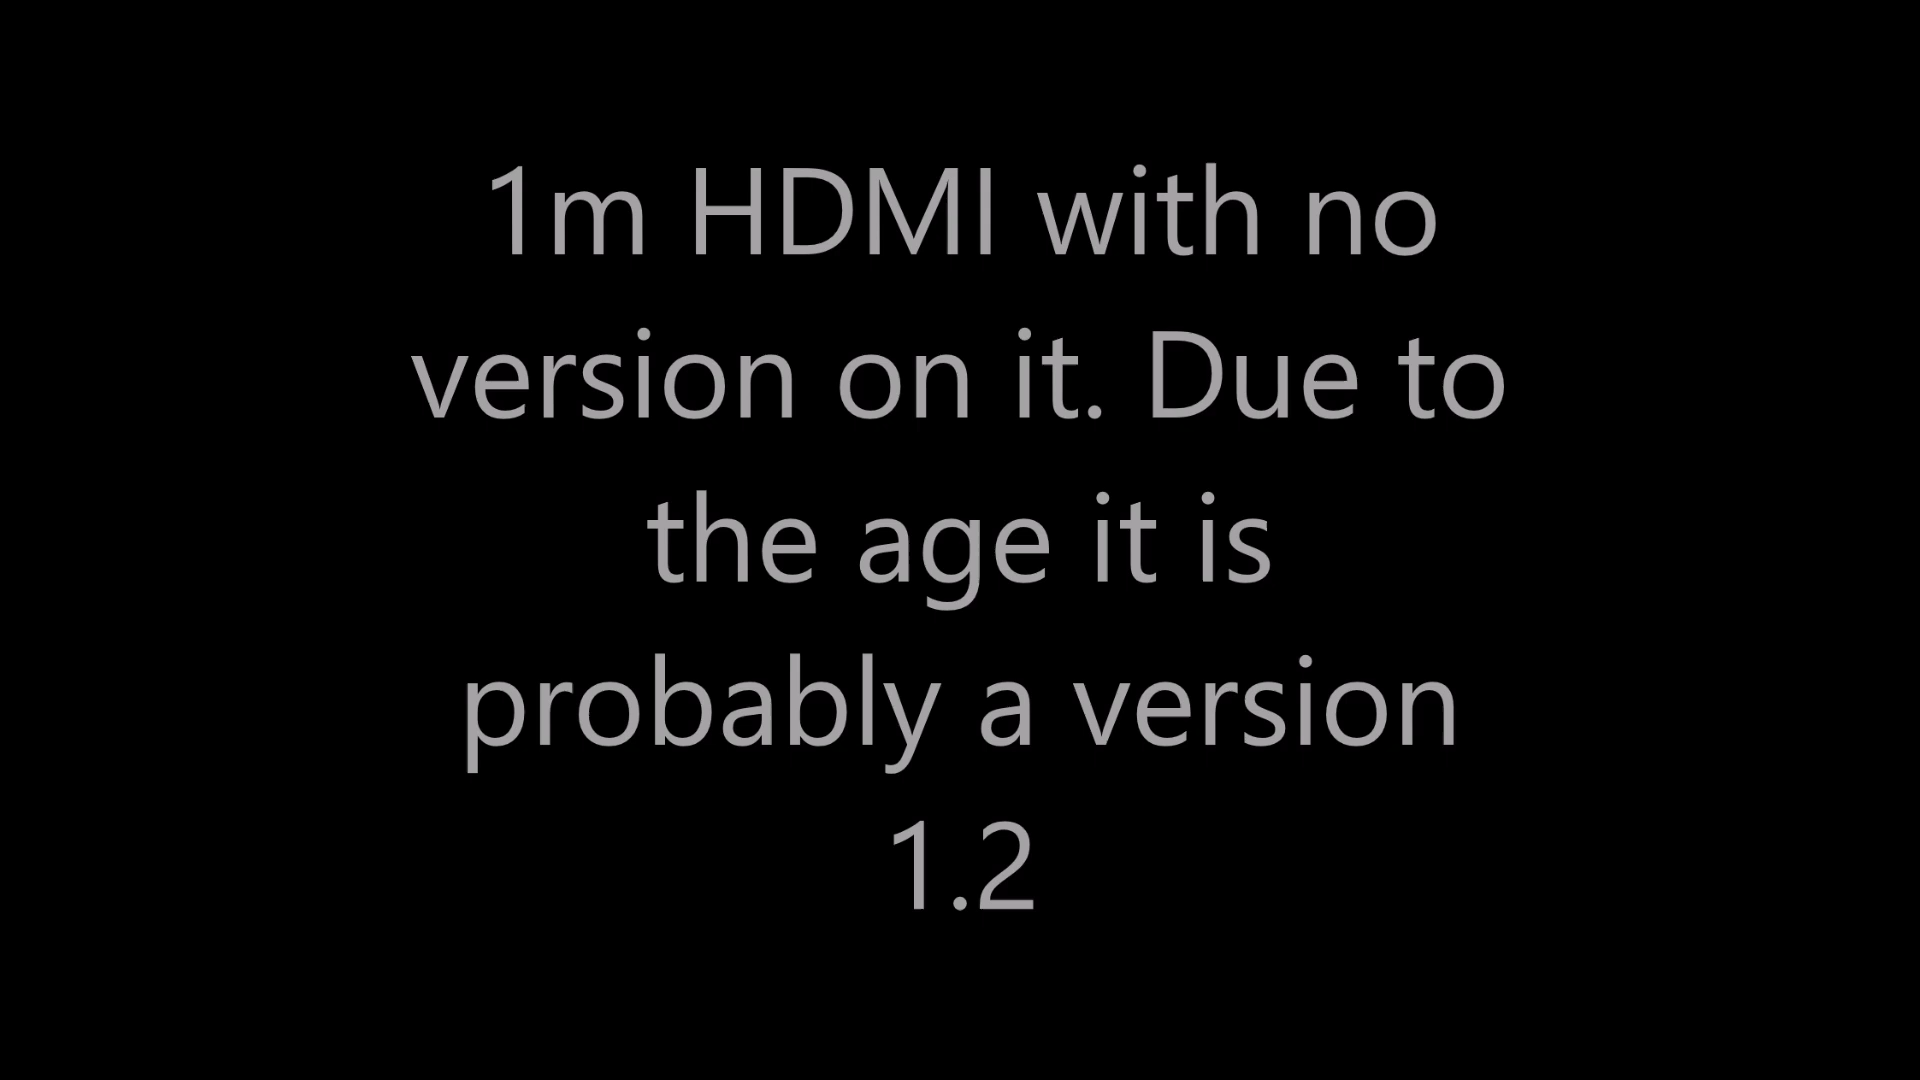 1m HDMI with no
version on it. Due to
the age it is
probably a version
1.2